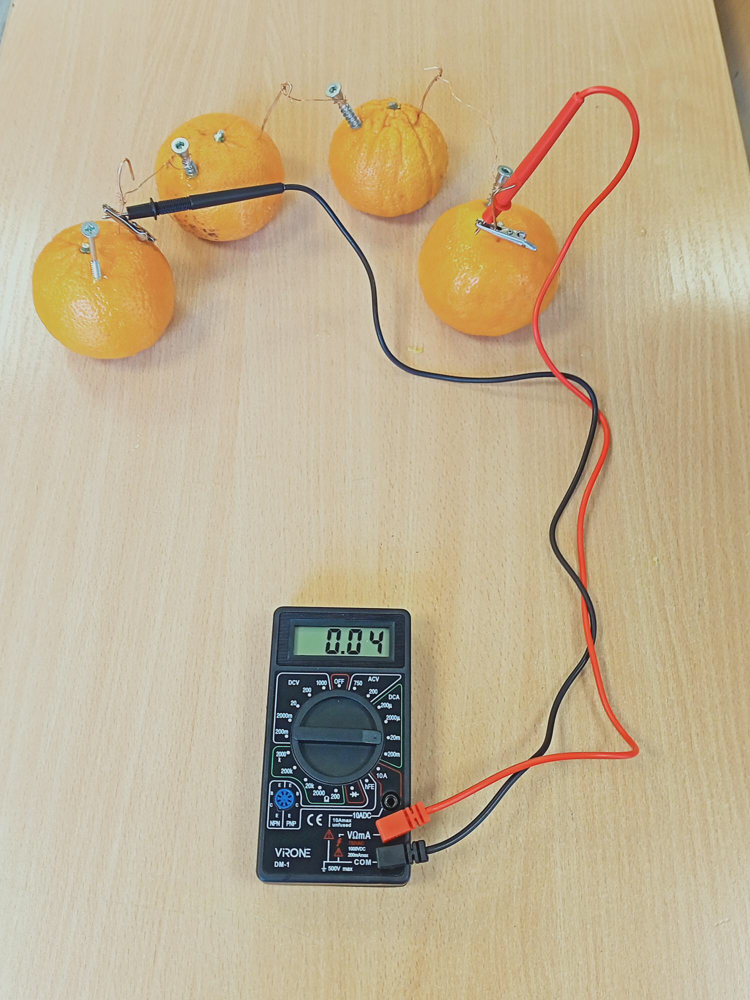 0.04
DCV 1000 OFF 750 ACV
200 200 DCA
20 200µ
2000m 2000µ
200m 20m
2000 k 200m
200k 10A
20k 2000 Ω 200 hFE
E E
B B
C C
E E
NPN PNP
CE
10ADC
10Amax
unfused
VΩmA
750VAC
1000VDC
200mAmax
COM
500V max
ViRONE
DM-1